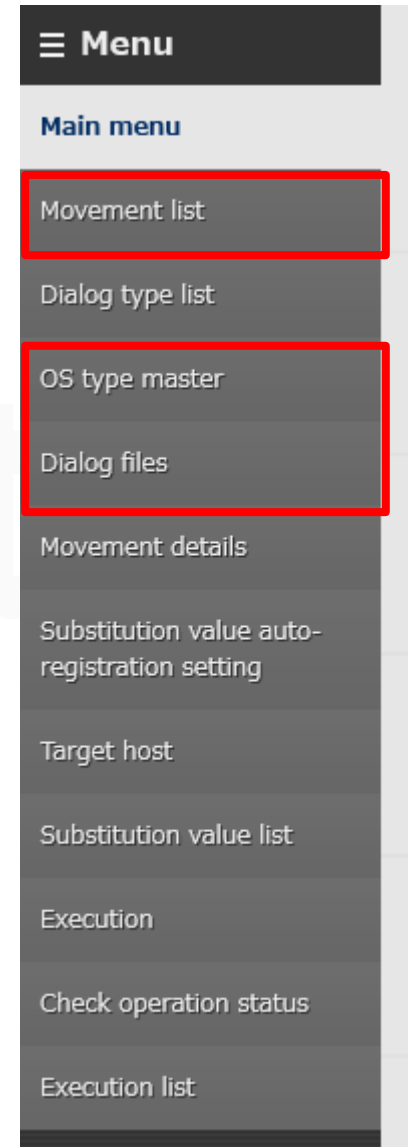 ☰ Menu
Main menu
Movement list
Dialog type list
OS type master
Dialog files
Movement details
Substitution value auto-
registration setting
Target host
Substitution value list
Execution
Check operation status
Execution list